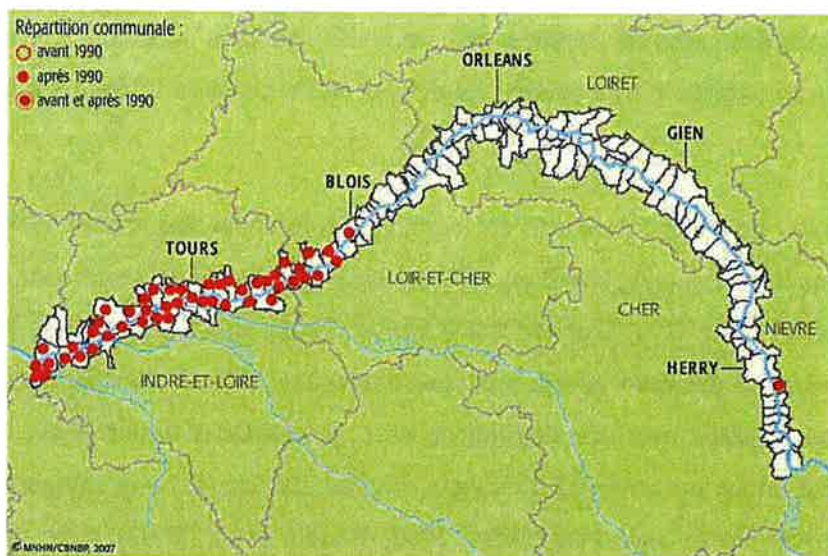 Répartition communale :
avant 1990
après 1990
avant et après 1990
ORLEANS
LOIRET
GIEN
BLOIS
TOURS
LOIR-ET-CHER
CHER
NIEVRE
HERRY
INDRE-ET-LOIRE
© MNHN/CBNBP, 2007